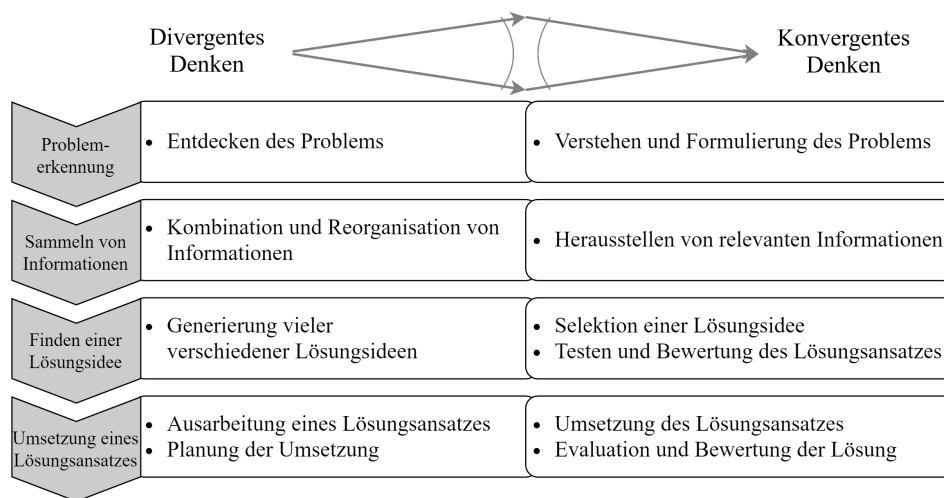 Divergentes
Denken
Konvergentes
Denken
Problem-
erkennung
• Entdecken des Problems
• Verstehen und Formulierung des Problems
Sammeln von
Informationen
• Kombination und Reorganisation von
Informationen
• Herausstellen von relevanten Informationen
Finden einer
Lösungsidee
• Generierung vieler
verschiedener Lösungsideen
• Selektion einer Lösungsidee
• Testen und Bewertung des Lösungsansatzes
Umsetzung eines
Lösungsansatzes
• Ausarbeitung eines Lösungsansatzes
• Planung der Umsetzung
• Umsetzung des Lösungsansatzes
• Evaluation und Bewertung der Lösung